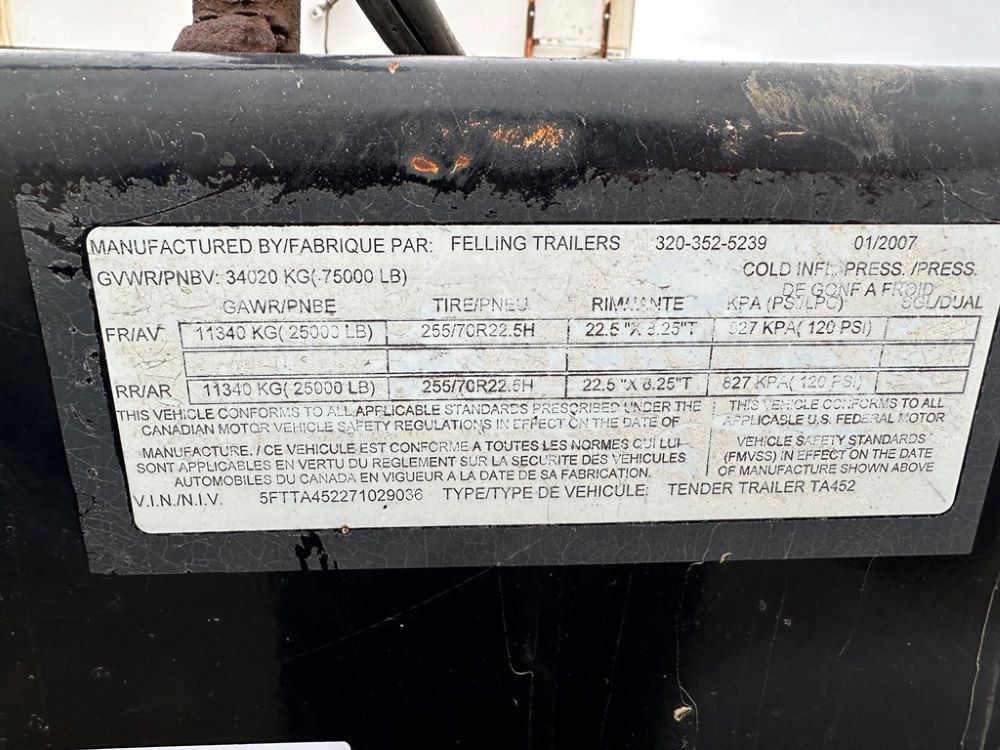 MANUFACTURED BY/FABRIQUE PAR: FELLING TRAILERS 320-352-5239 01/2007
GVWR/PNBV: 34020 KG( 75000 LB) COLD INFL. PRESS. /PRESS.
DE GONF A FROID
GAWR/PNBE TIRE/PNEU RIM/JANTE KPA (PSI/LPC) SGL/DUAL
FR/AV 11340 KG( 25000 LB) 255/70R22.5H 22.5 "X 8.25"T 827 KPA( 120 PSI)
RR/AR 11340 KG( 25000 LB) 255/70R22.5H 22.5 "X 8.25"T 827 KPA( 120 PSI)
THIS VEHICLE CONFORMS TO ALL APPLICABLE STANDARDS PRESCRIBED UNDER THE
CANADIAN MOTOR VEHICLE SAFETY REGULATIONS IN EFFECT ON THE DATE OF
MANUFACTURE. / CE VEHICULE EST CONFORME A TOUTES LES NORMES QUI LUI
SONT APPLICABLES EN VERTU DU REGLEMENT SUR LA SECURITE DES VEHICULES
AUTOMOBILES DU CANADA EN VIGUEUR A LA DATE DE SA FABRICATION.
THIS VEHICLE CONFORMS TO ALL
APPLICABLE U.S. FEDERAL MOTOR
VEHICLE SAFETY STANDARDS
(FMVSS) IN EFFECT ON THE DATE
OF MANUFACTURE SHOWN ABOVE
V.I.N./N.I.V. 5FTTA452271029036 TYPE/TYPE DE VEHICULE: TENDER TRAILER TA452